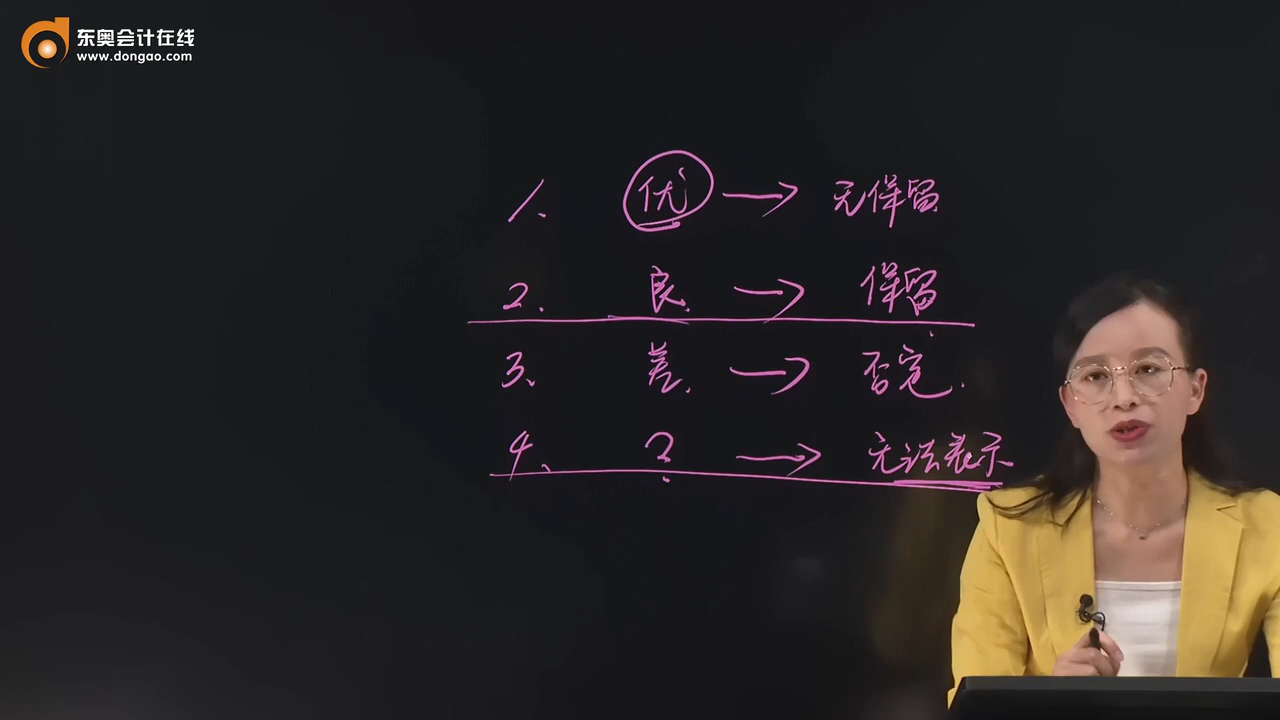 东奥会计在线
www.dongao.com
1、 优 → 无保留
2、 良 → 保留
3、 差 → 否定
4、 ? → 无法表示